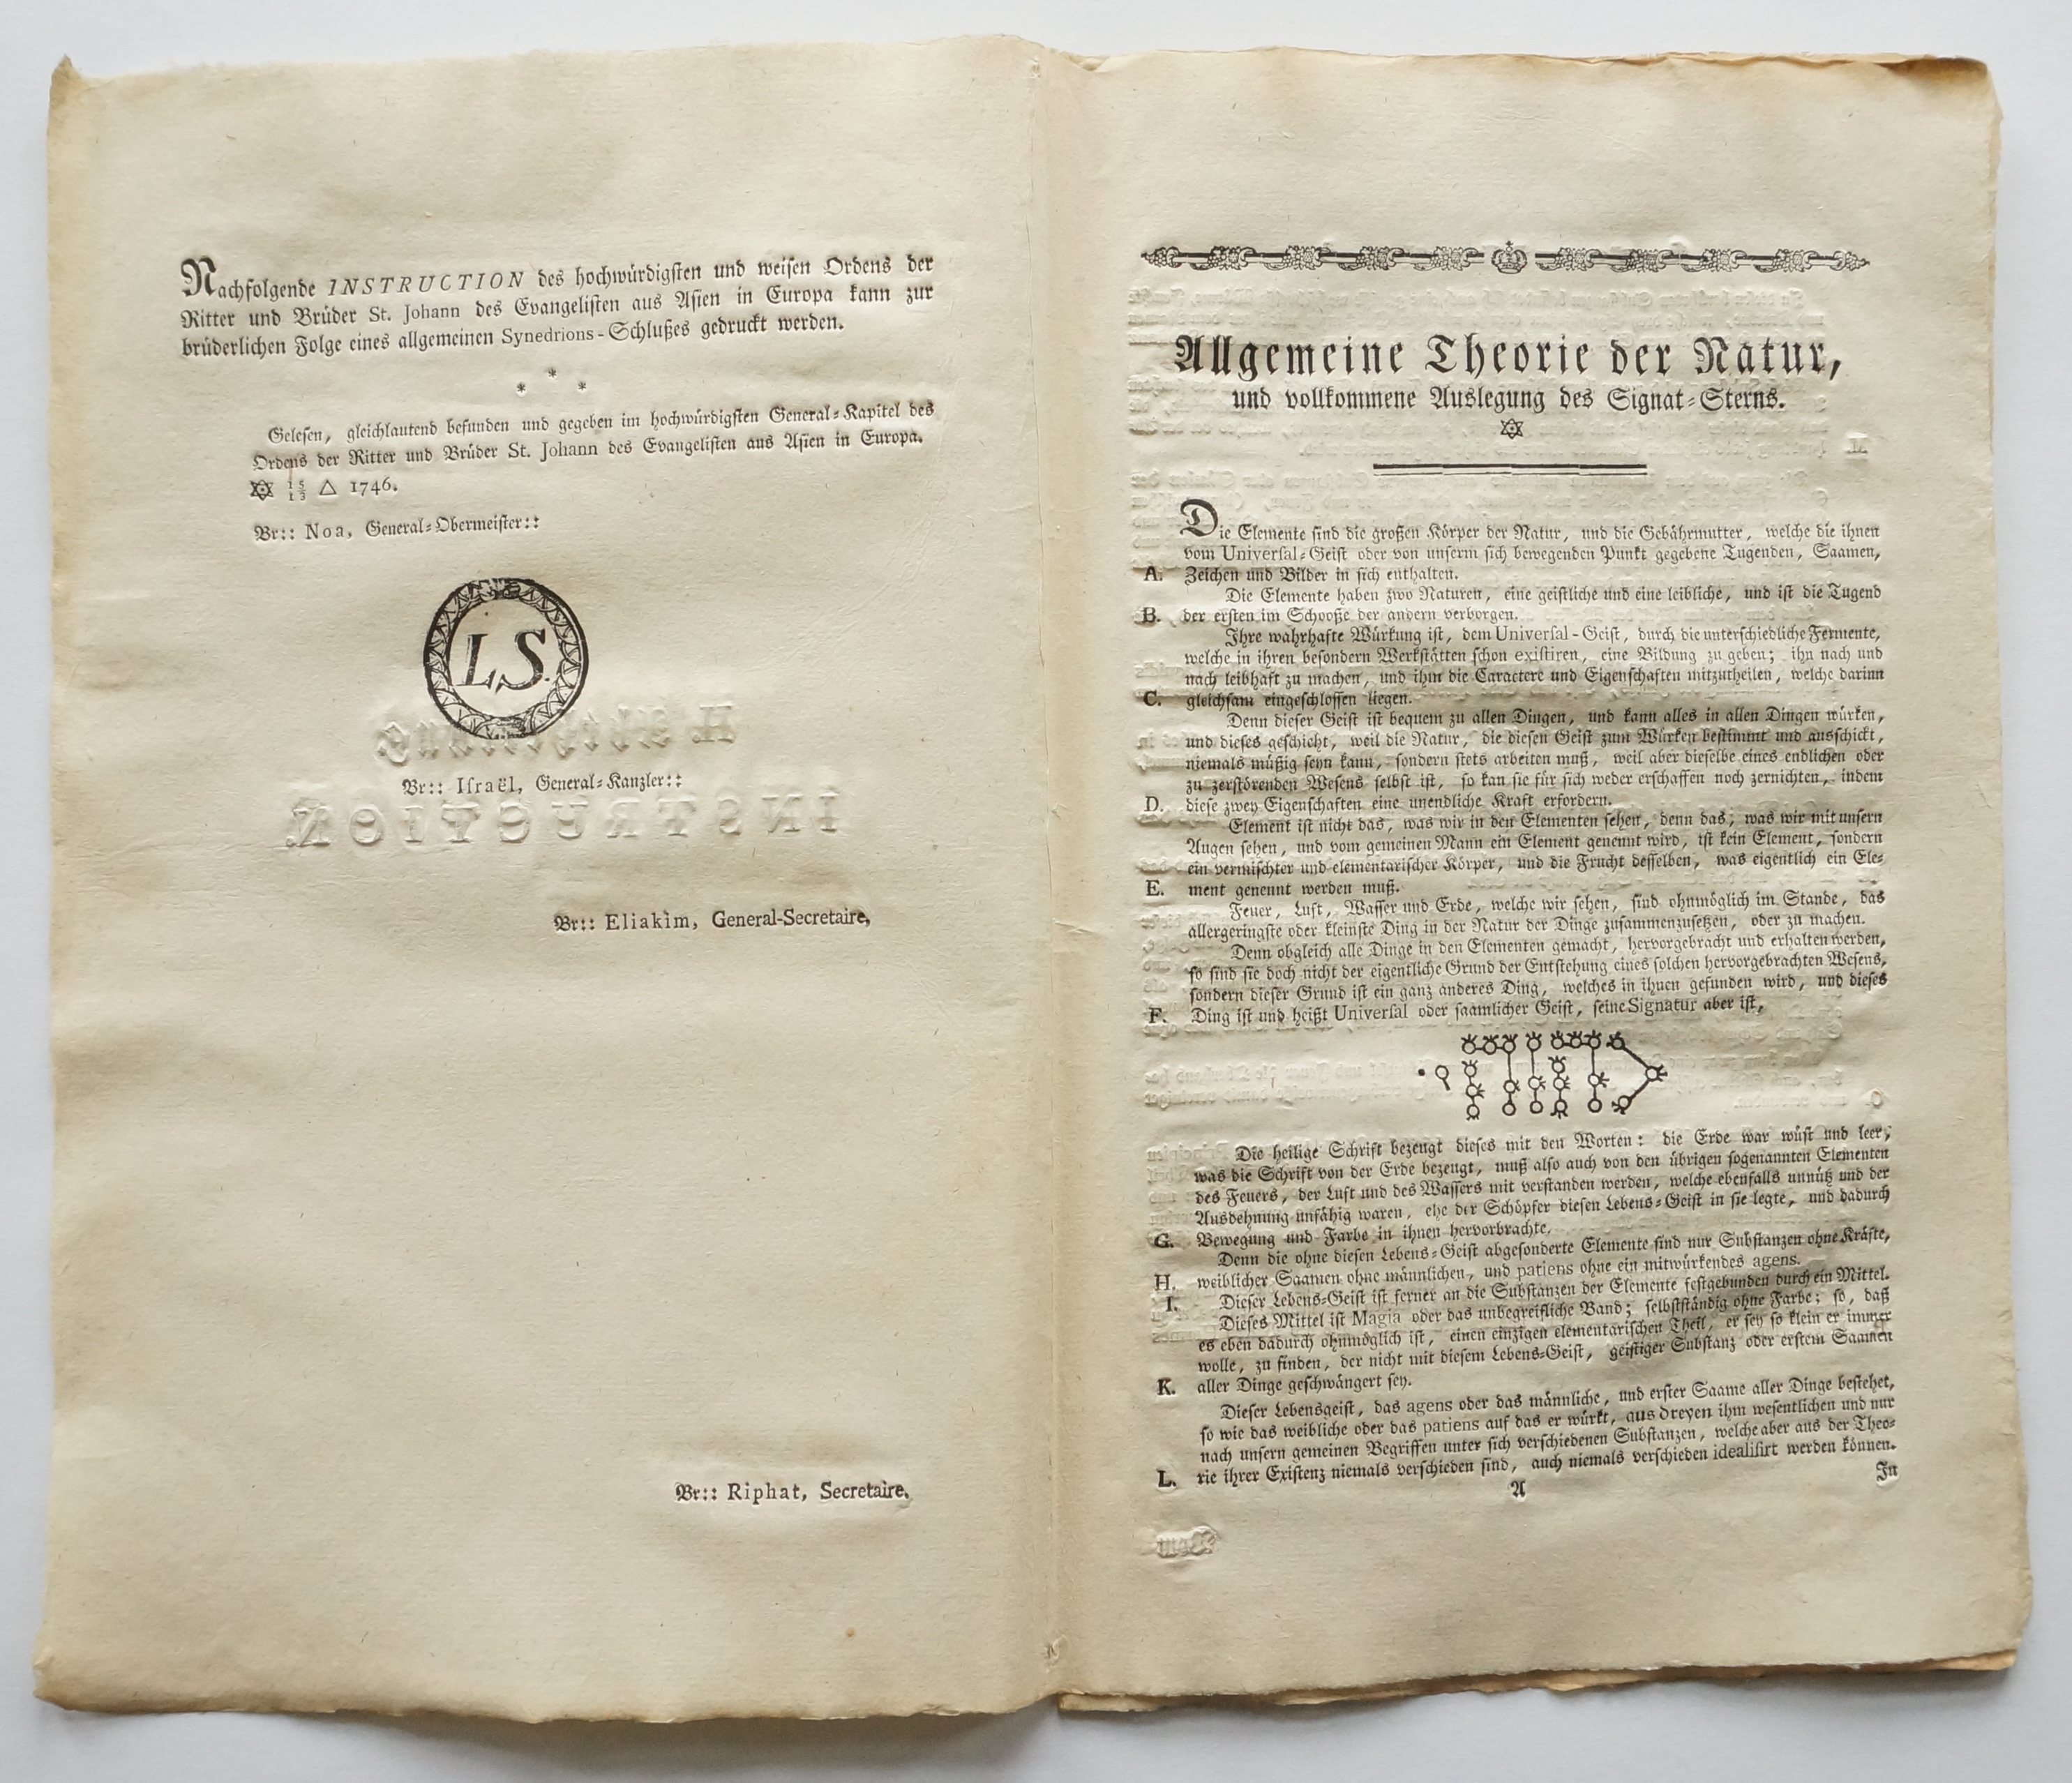 Nachfolgende INSTRUCTION des hochwürdigsten und weisen Ordens der
Ritter und Brüder St. Johann des Evangelisten aus Asien in Europa kann zur
brüderlichen Folge eines allgemeinen Synedrions-Schlußes gedruckt werden.
* * *
Gelesen, gleichlautend befunden und gegeben im hochwürdigsten General-Kapitel des
Ordens der Ritter und Brüder St. Johann des Evangelisten aus Asien in Europa.
✡ 15/13 △ 1746.
Br:: Noa, General-Obermeister::
L.S.
Br:: Israël, General-Kanzler::
Br:: Eliakim, General-Secretaire,
Br:: Riphat, Secretaire,
Allgemeine Theorie der Natur,
und vollkommene Auslegung des Signat-Sterns.
✡
Die Elemente sind die großen Körper der Natur, und die Gebährmutter, welche die ihnen
vom Universal-Geist oder von unserm sich bewegenden Punkt gegebene Tugenden, Saamen,
A. Zeichen und Bilder in sich enthalten.
Die Elemente haben zwo Naturen, eine geistliche und eine leibliche, und ist die Tugend
B. der ersten im Schooße der andern verborgen.
Ihre wahrhafte Würkung ist, dem Universal-Geist, durch die unterschiedliche Fermente,
welche in ihren besondern Werkstätten schon existiren, eine Bildung zu geben; ihn nach und
nach leibhaft zu machen, und ihm die Caractere und Eigenschaften mitzutheilen, welche darinn
C. gleichsam eingeschlossen liegen.
Denn dieser Geist ist bequem zu allen Dingen, und kann alles in allen Dingen würken,
und dieses geschicht, weil die Natur, die diesen Geist zum Würken bestimmt und ausschickt,
niemals müßig seyn kann, sondern stets arbeiten muß, weil aber dieselbe eines endlichen oder
zu zerstörenden Wesens selbst ist, so kan sie für sich weder erschaffen noch zernichten, indem
D. diese zwey Eigenschaften eine unendliche Kraft erfordern.
Element ist nicht das, was wir in den Elementen sehen, denn das; was wir mit unsern
Augen sehen, und vom gemeinen Mann ein Element genennt wird, ist kein Element, sondern
ein vermischter und elementarischer Körper, und die Frucht desselben, was eigentlich ein Ele-
E. ment genennt werden muß.
Feuer, Luft, Wasser und Erde, welche wir sehen, sind ohnmöglich im Stande, das
allergeringste oder kleinste Ding in der Natur der Dinge zusammenzusetzen, oder zu machen.
Denn obgleich alle Dinge in den Elementen gemacht, hervorgebracht und erhalten werden,
so sind sie doch nicht der eigentliche Grund der Entstehung eines solchen hervorgebrachten Wesens,
sondern dieser Grund ist ein ganz anderes Ding, welches in ihnen gefunden wird, und dieses
F. Ding ist und heißt Universal oder saamlicher Geist, seine Signatur aber ist,
Die heilige Schrift bezeugt dieses mit den Worten: die Erde war wüst und leer;
was die Schrift von der Erde bezeugt, muß also auch von den übrigen sogenannten Elementen
des Feuers, der Luft und des Wassers mit verstanden werden, welche ebenfalls unnütz und der
Ausdehnung unfähig waren, ehe der Schöpfer diesen Lebens-Geist in sie legte, und dadurch
G. Bewegung und Farbe in ihnen hervorbrachte.
Denn die ohne diesen Lebens-Geist abgesonderte Elemente sind nur Substanzen ohne Kräfte,
H. weiblicher Saamen ohne männlichen, und patiens ohne ein mitwürkendes agens.
I. Dieser Lebens-Geist ist ferner an die Substanzen der Elemente festgebunden durch ein Mittel.
Dieses Mittel ist Magia oder das unbegreifliche Band; selbstständig ohne Farbe; so, daß
es eben dadurch ohnmöglich ist, einen einzigen elementarischen Theil, er sey so klein er immer
wolle, zu finden, der nicht mit diesem Lebens-Geist, geistiger Substanz oder erstem Saamen
K. aller Dinge geschwängert sey.
Dieser Lebensgeist, das agens oder das männliche, und erster Saame aller Dinge bestehet,
so wie das weibliche oder das patiens auf das er würkt, aus dreyen ihm wesentlichen und nur
nach unsern gemeinen Begriffen unter sich verschiedenen Substanzen, welche aber aus der Theo-
L. rie ihrer Existenz niemals verschieden sind, auch niemals verschieden idealisirt werden können.
A In